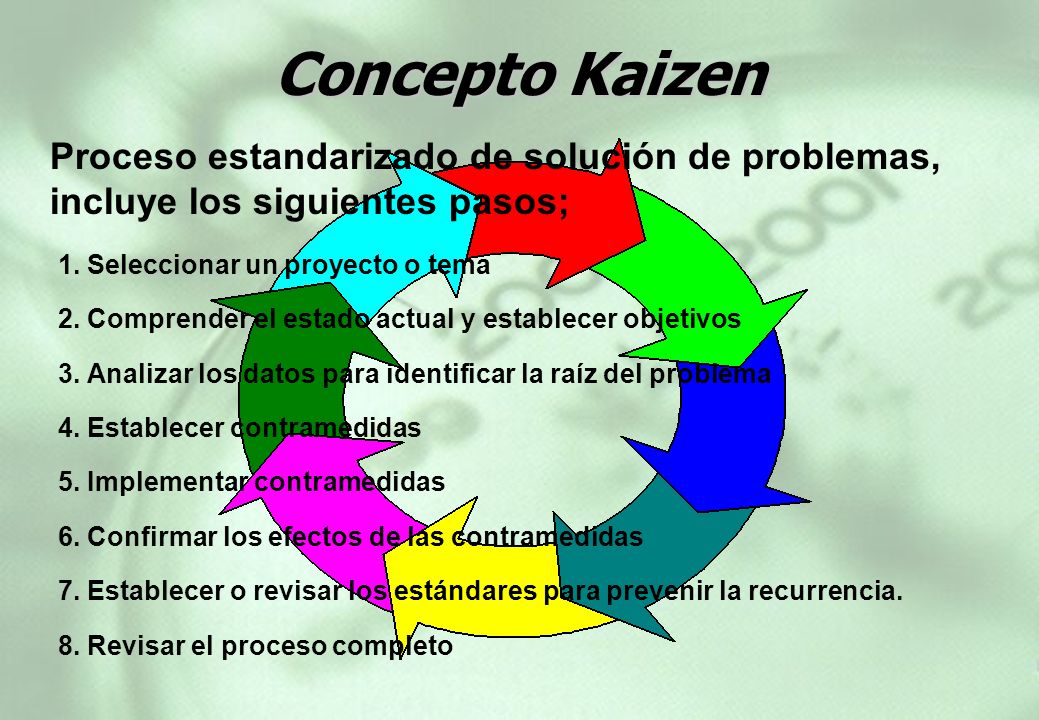 Concepto Kaizen
Proceso estandarizado de solución de problemas,
incluye los siguientes pasos;
1. Seleccionar un proyecto o tema
2. Comprender el estado actual y establecer objetivos
3. Analizar los datos para identificar la raíz del problema
4. Establecer contramedidas
5. Implementar contramedidas
6. Confirmar los efectos de las contramedidas
7. Establecer o revisar los estándares para prevenir la recurrencia.
8. Revisar el proceso completo
2001